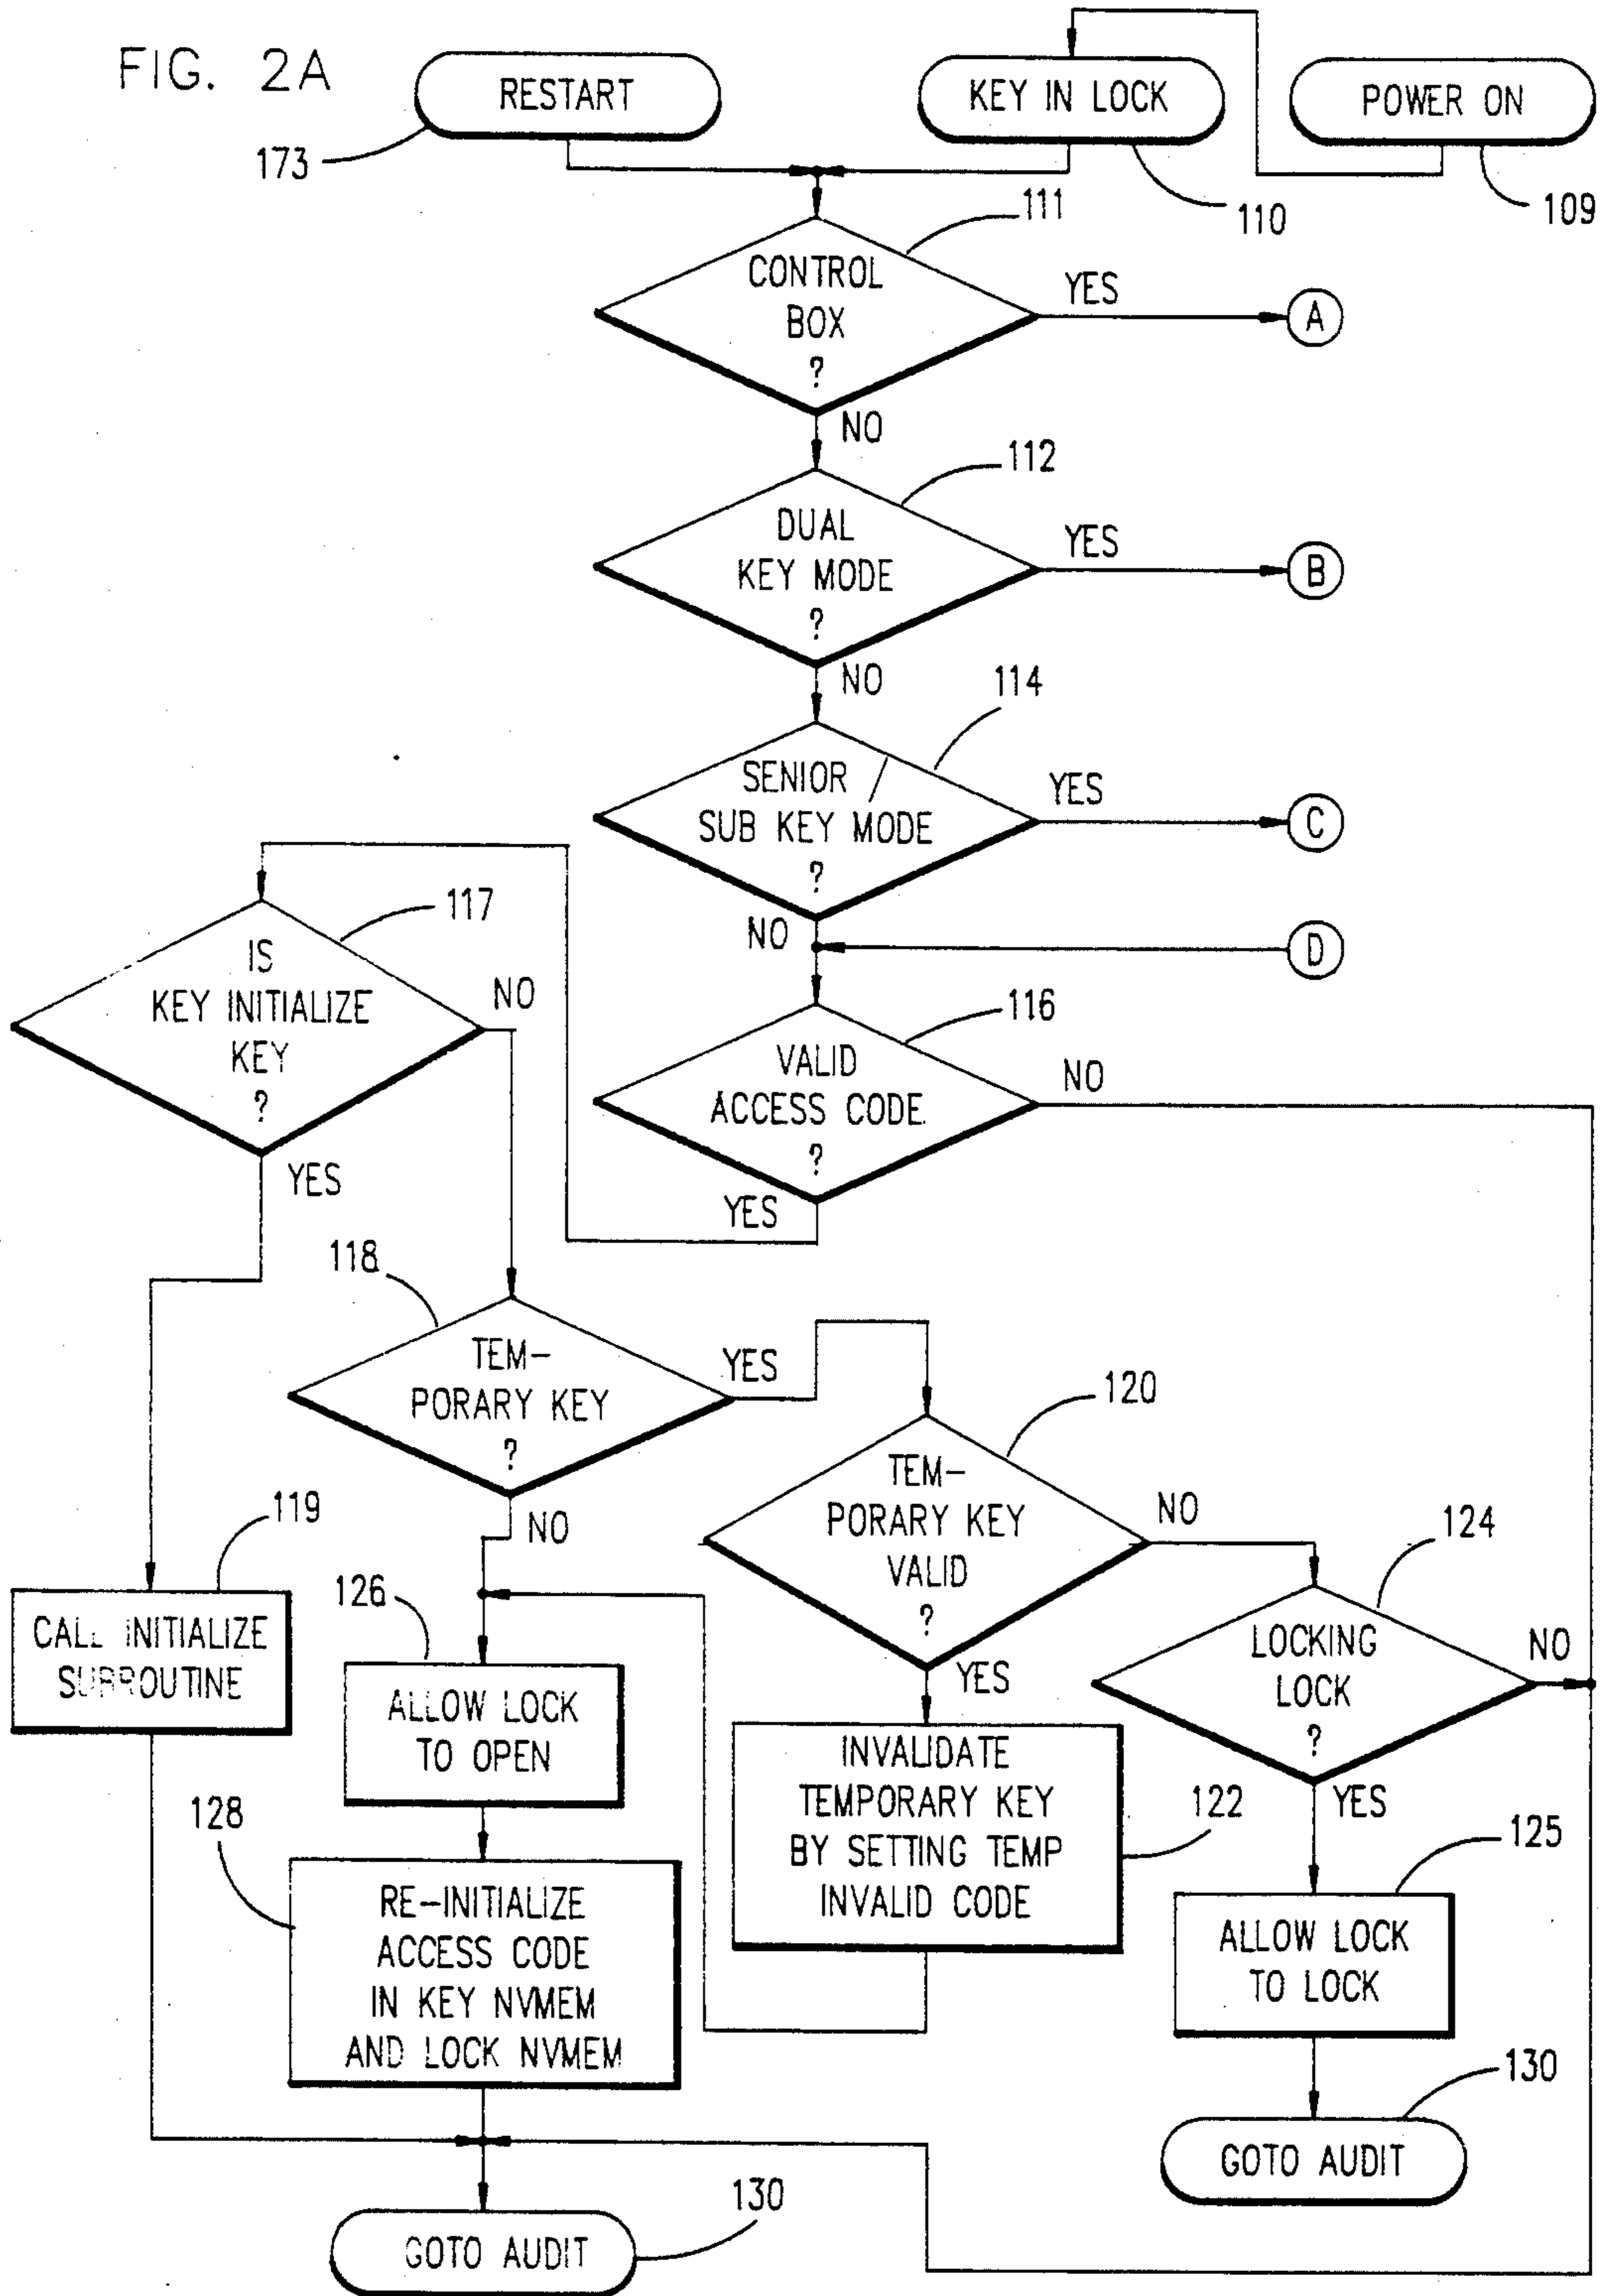 FIG. 2A
RESTART
KEY IN LOCK
POWER ON
173
110
109
111
CONTROL
BOX
?
YES
A
NO
112
DUAL
KEY MODE
?
YES
B
NO
114
SENIOR /
SUB KEY MODE
?
YES
C
NO
D
117
IS
KEY INITIALIZE
KEY
?
NO
YES
116
VALID
ACCESS CODE
?
NO
YES
118
TEM-
PORARY KEY
?
YES
NO
120
TEM-
PORARY KEY
VALID
?
NO
YES
119
CALL INITIALIZE
SUBROUTINE
124
LOCKING
LOCK
?
NO
YES
126
ALLOW LOCK
TO OPEN
122
INVALIDATE
TEMPORARY KEY
BY SETTING TEMP
INVALID CODE
128
RE-INITIALIZE
ACCESS CODE
IN KEY NVMEM
AND LOCK NVMEM
125
ALLOW LOCK
TO LOCK
130
GOTO AUDIT
130
GOTO AUDIT